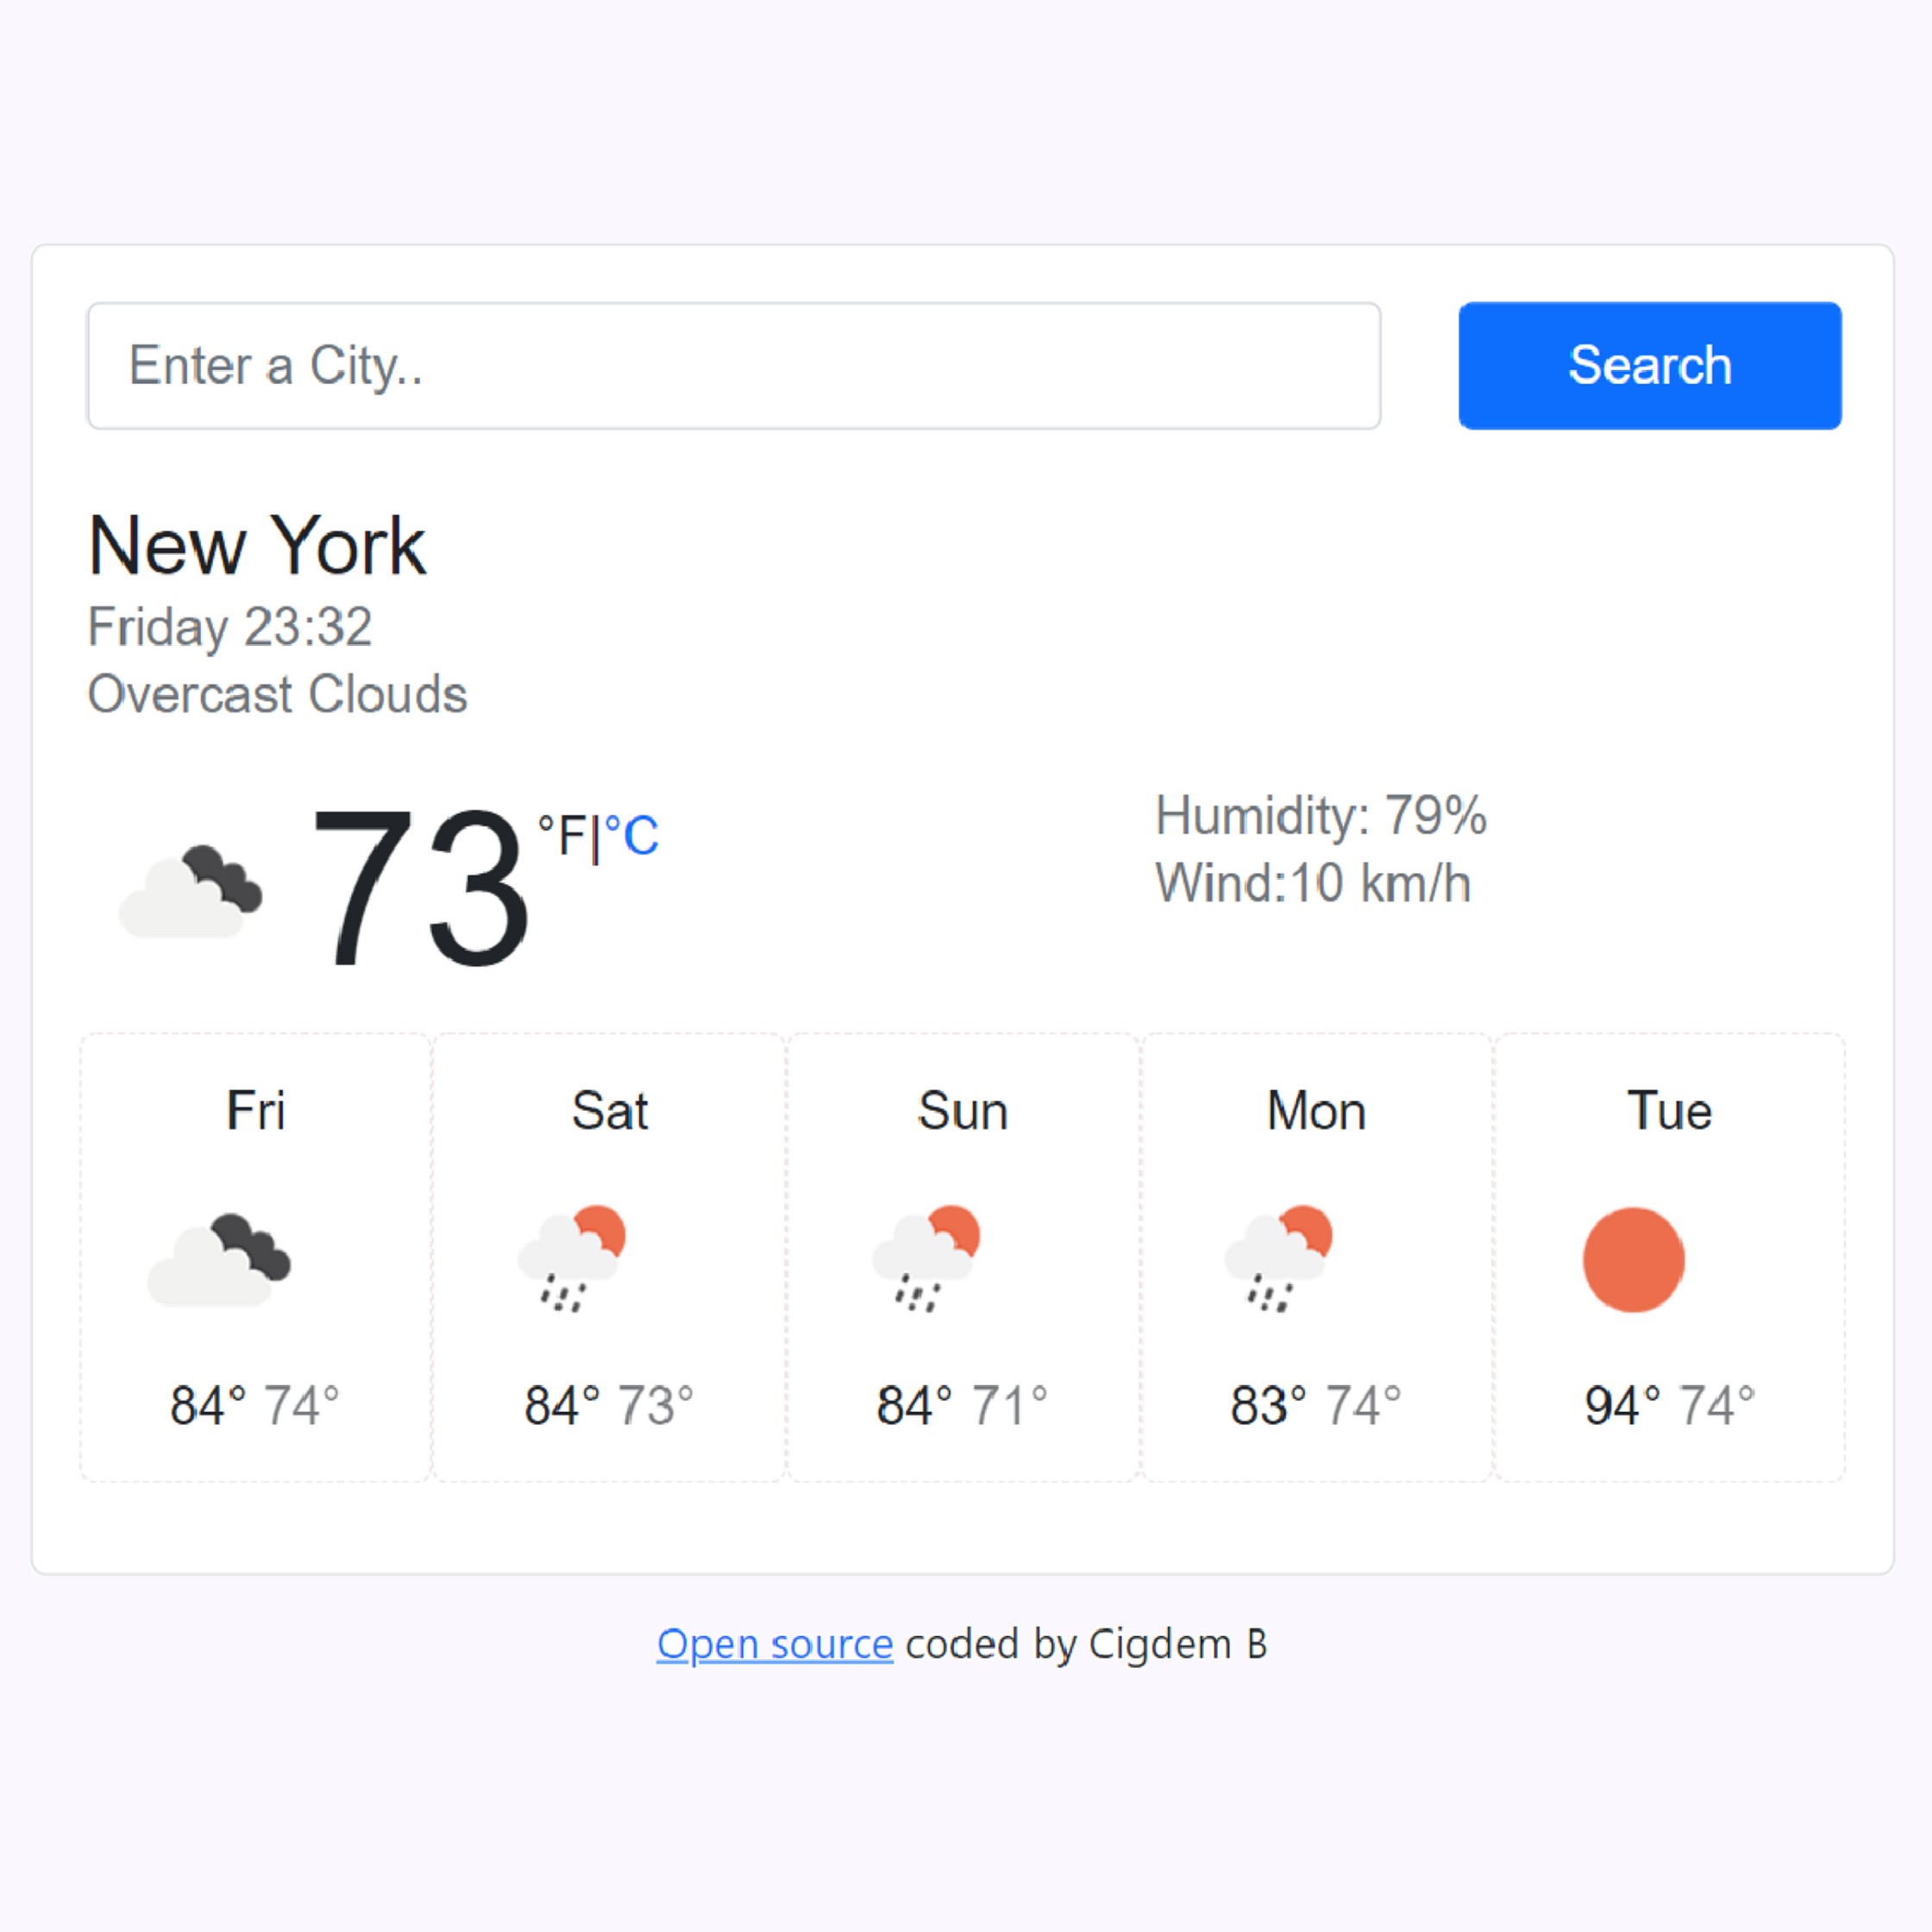 Enter a City..
Search
New York
Friday 23:32
Overcast Clouds
73 °F|°C
Humidity: 79%
Wind:10 km/h
Fri
84° 74°
Sat
84° 73°
Sun
84° 71°
Mon
83° 74°
Tue
94° 74°
Open source coded by Cigdem B